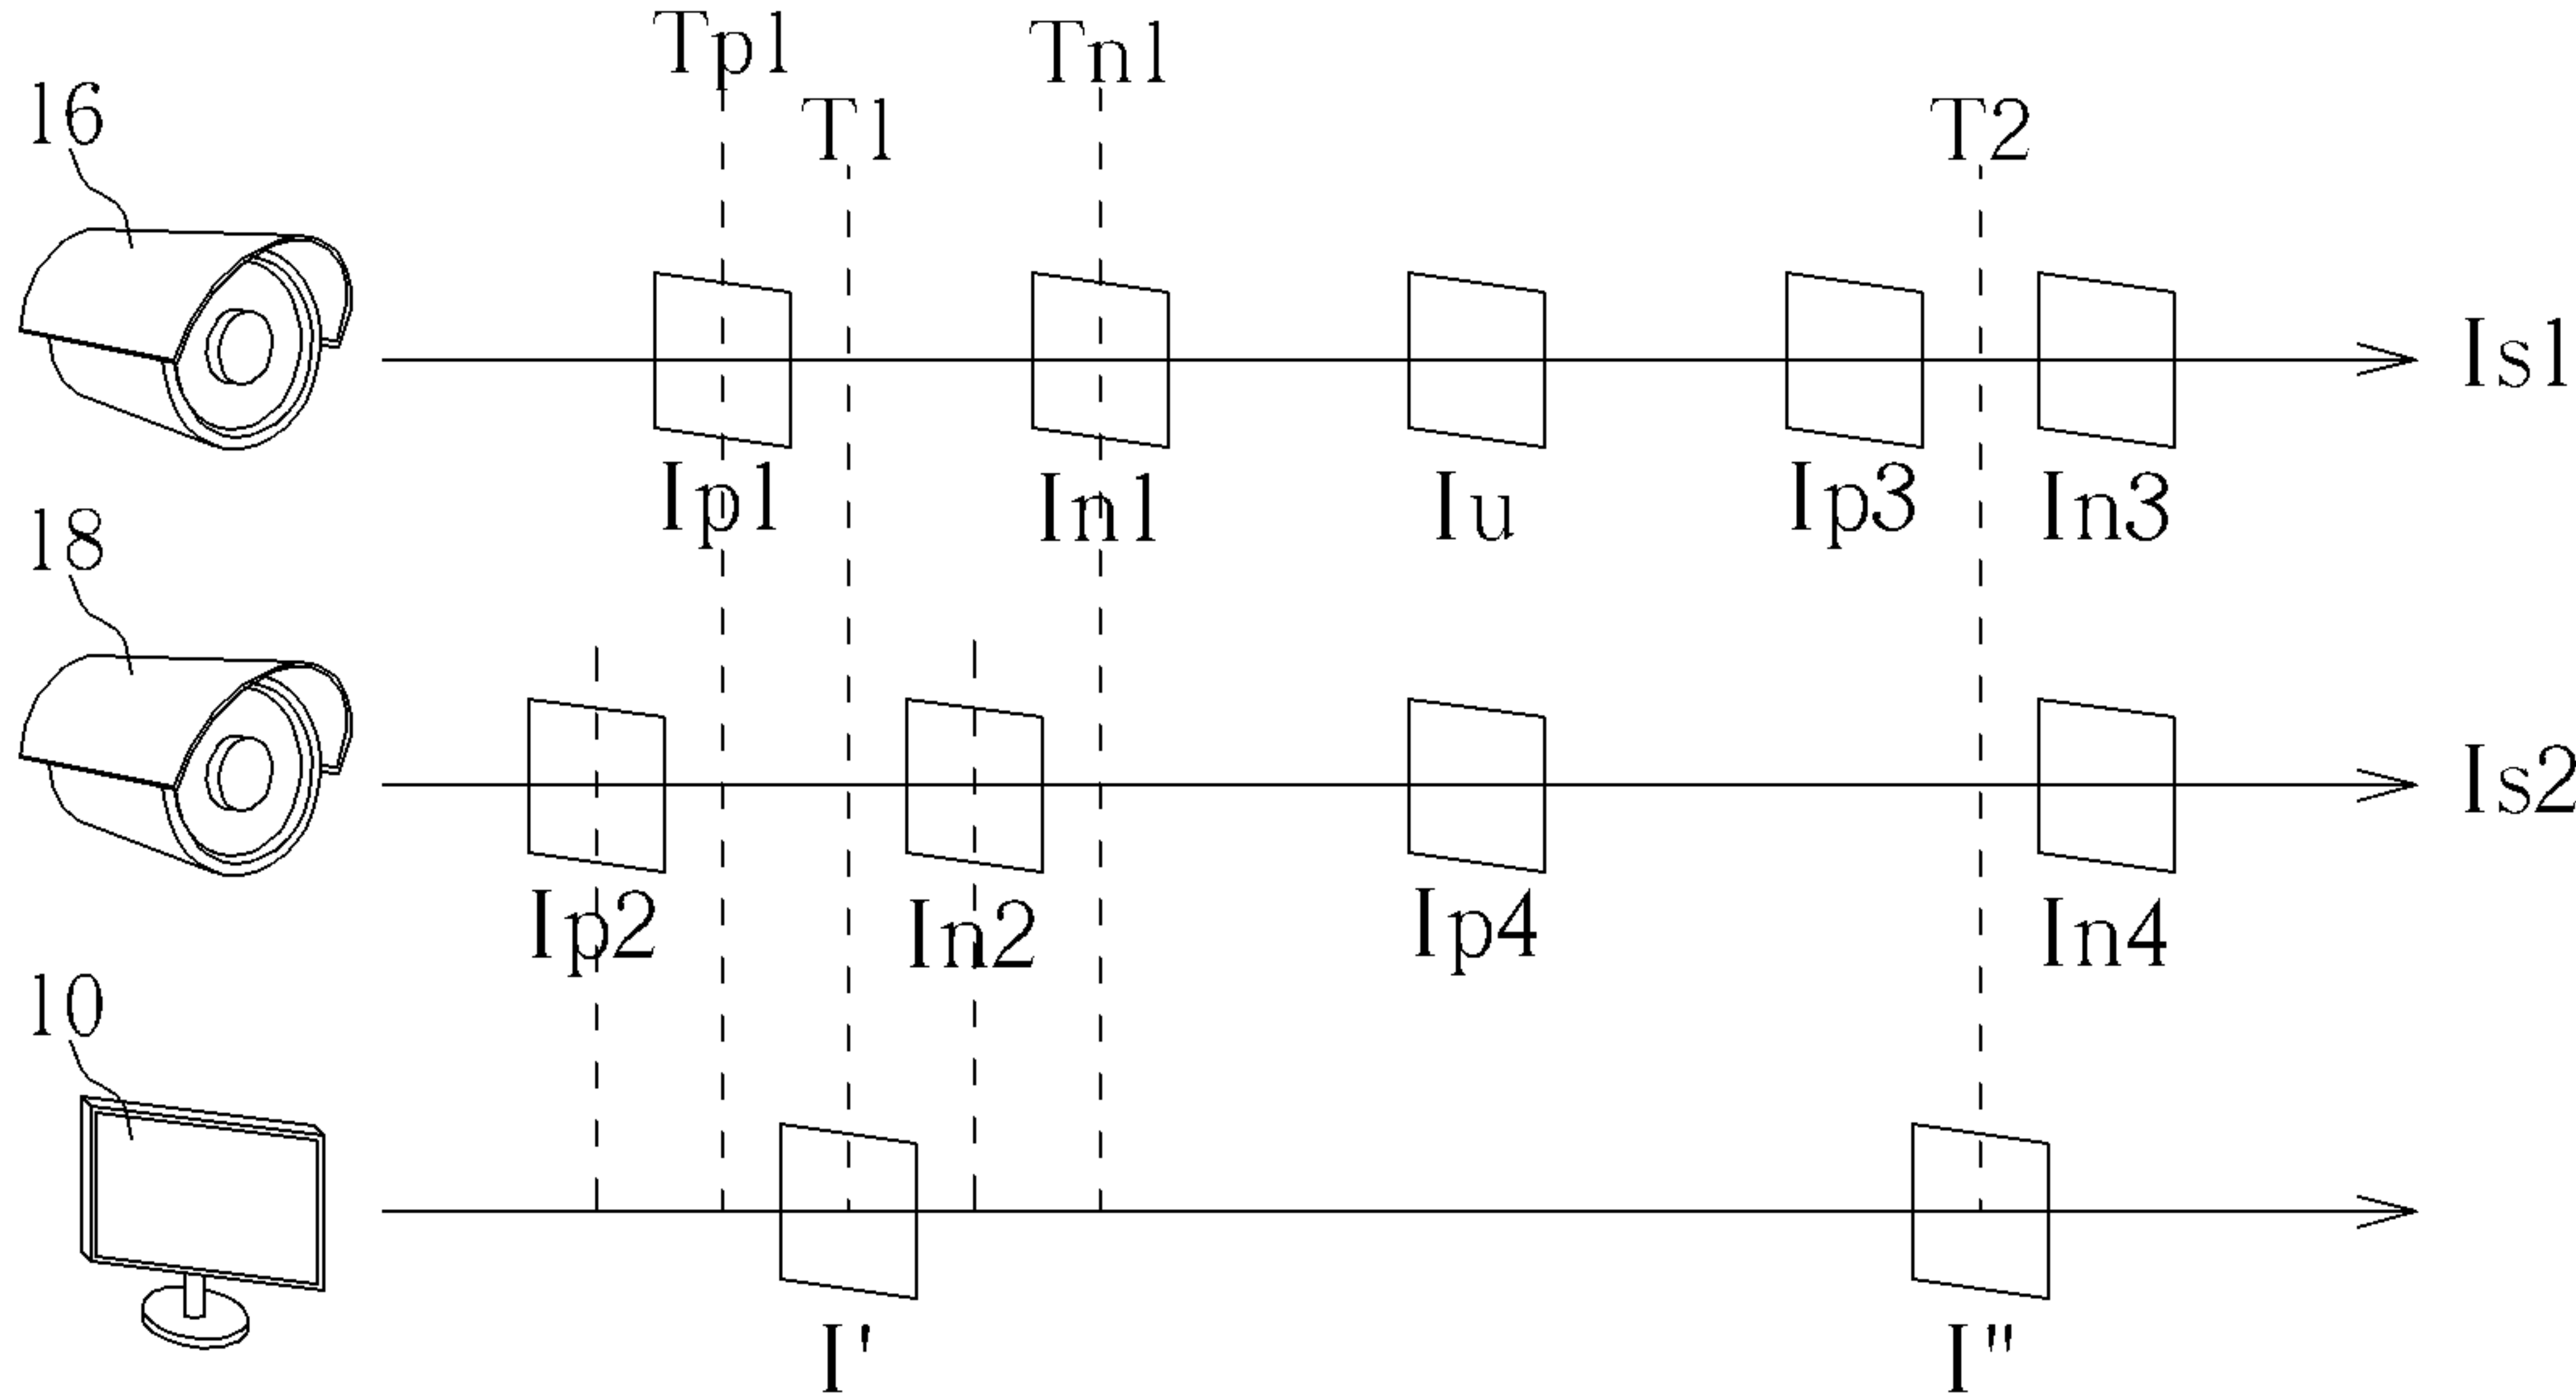 Tp1 Tn1
16 T1 T2
Is1
Ip1 In1 Iu Ip3 In3
18
Is2
Ip2 In2 Ip4 In4
10
I' I"